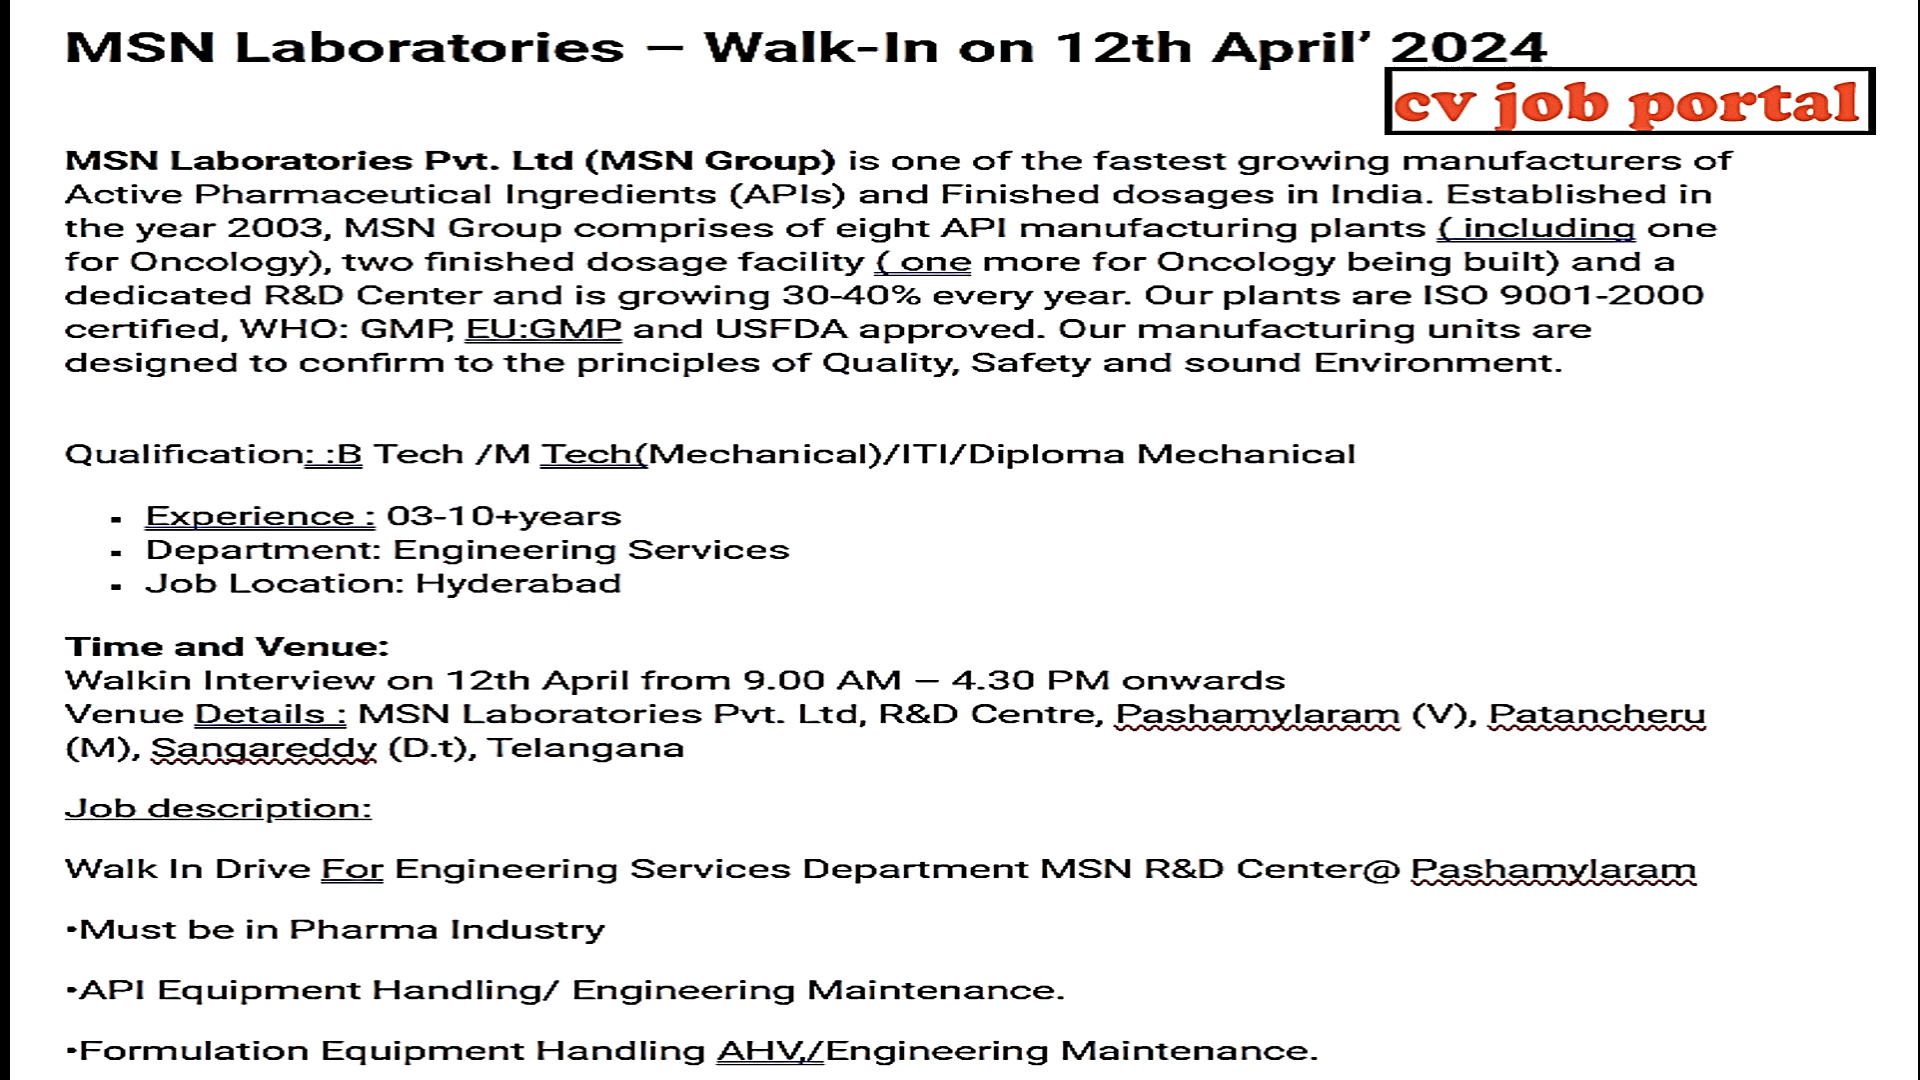 MSN Laboratories – Walk-In on 12th April’ 2024
cv job portal
MSN Laboratories Pvt. Ltd (MSN Group) is one of the fastest growing manufacturers of
Active Pharmaceutical Ingredients (APIs) and Finished dosages in India. Established in
the year 2003, MSN Group comprises of eight API manufacturing plants ( including one
for Oncology), two finished dosage facility ( one more for Oncology being built) and a
dedicated R&D Center and is growing 30-40% every year. Our plants are ISO 9001-2000
certified, WHO: GMP, EU:GMP and USFDA approved. Our manufacturing units are
designed to confirm to the principles of Quality, Safety and sound Environment.
Qualification: :B Tech /M Tech(Mechanical)/ITI/Diploma Mechanical
▪ Experience : 03-10+years
▪ Department: Engineering Services
▪ Job Location: Hyderabad
Time and Venue:
Walkin Interview on 12th April from 9.00 AM – 4.30 PM onwards
Venue Details : MSN Laboratories Pvt. Ltd, R&D Centre, Pashamylaram (V), Patancheru
(M), Sangareddy (D.t), Telangana
Job description:
Walk In Drive For Engineering Services Department MSN R&D Center@ Pashamylaram
•Must be in Pharma Industry
•API Equipment Handling/ Engineering Maintenance.
•Formulation Equipment Handling AHV,/Engineering Maintenance.